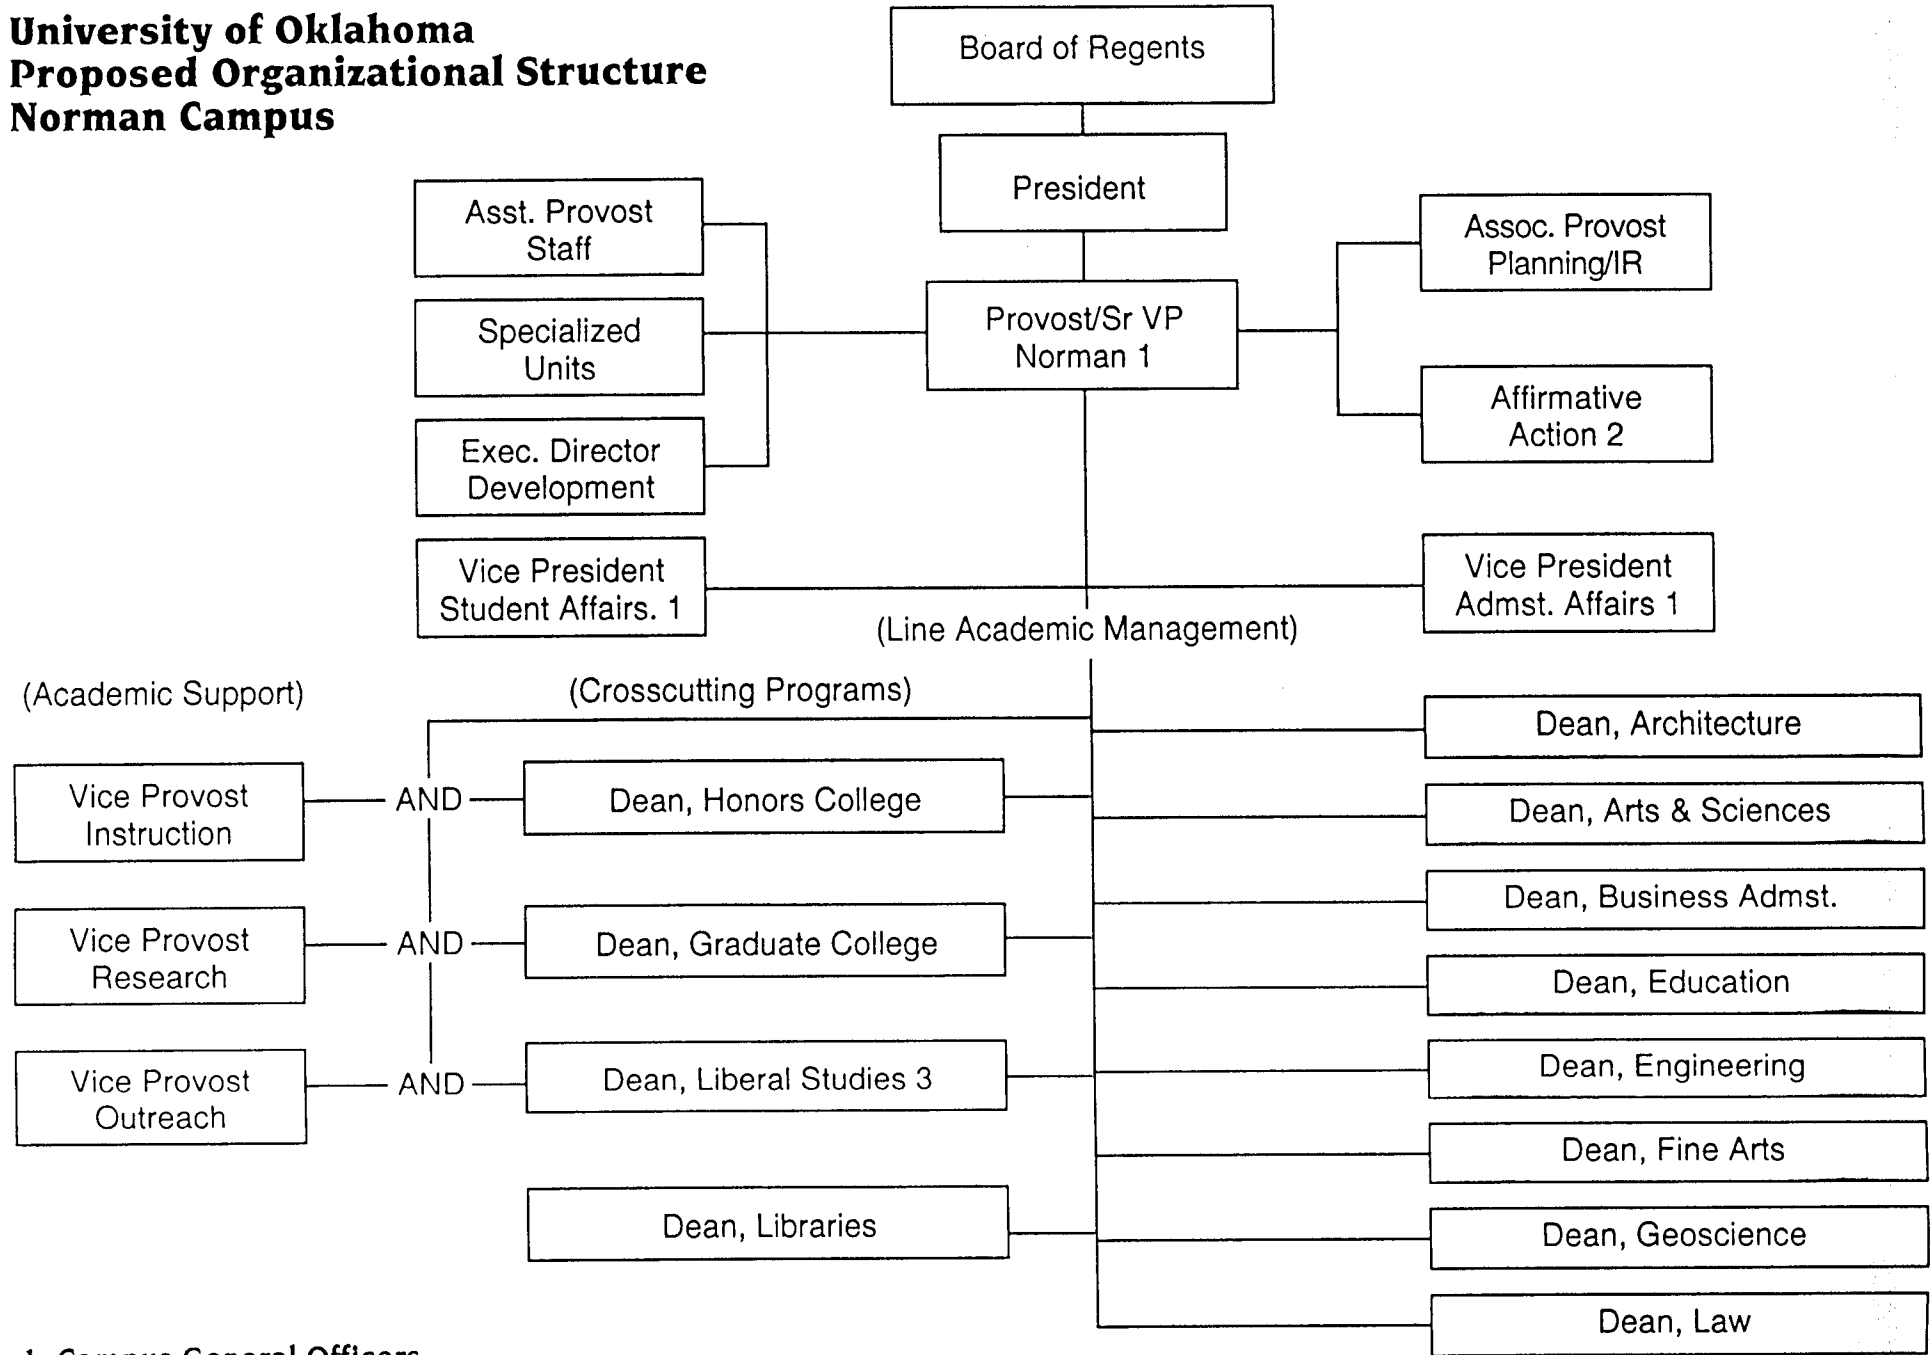 University of Oklahoma
Proposed Organizational Structure
Norman Campus
Board of Regents
President
Asst. Provost
Staff
Specialized
Units
Exec. Director
Development
Provost/Sr VP
Norman 1
Assoc. Provost
Planning/IR
Affirmative
Action 2
Vice President
Student Affairs. 1
Vice President
Admst. Affairs 1
(Line Academic Management)
(Academic Support)
(Crosscutting Programs)
Vice Provost
Instruction
AND
Dean, Honors College
Vice Provost
Research
AND
Dean, Graduate College
Vice Provost
Outreach
AND
Dean, Liberal Studies 3
Dean, Libraries
Dean, Architecture
Dean, Arts & Sciences
Dean, Business Admst.
Dean, Education
Dean, Engineering
Dean, Fine Arts
Dean, Geoscience
Dean, Law
1. Campus General Officers